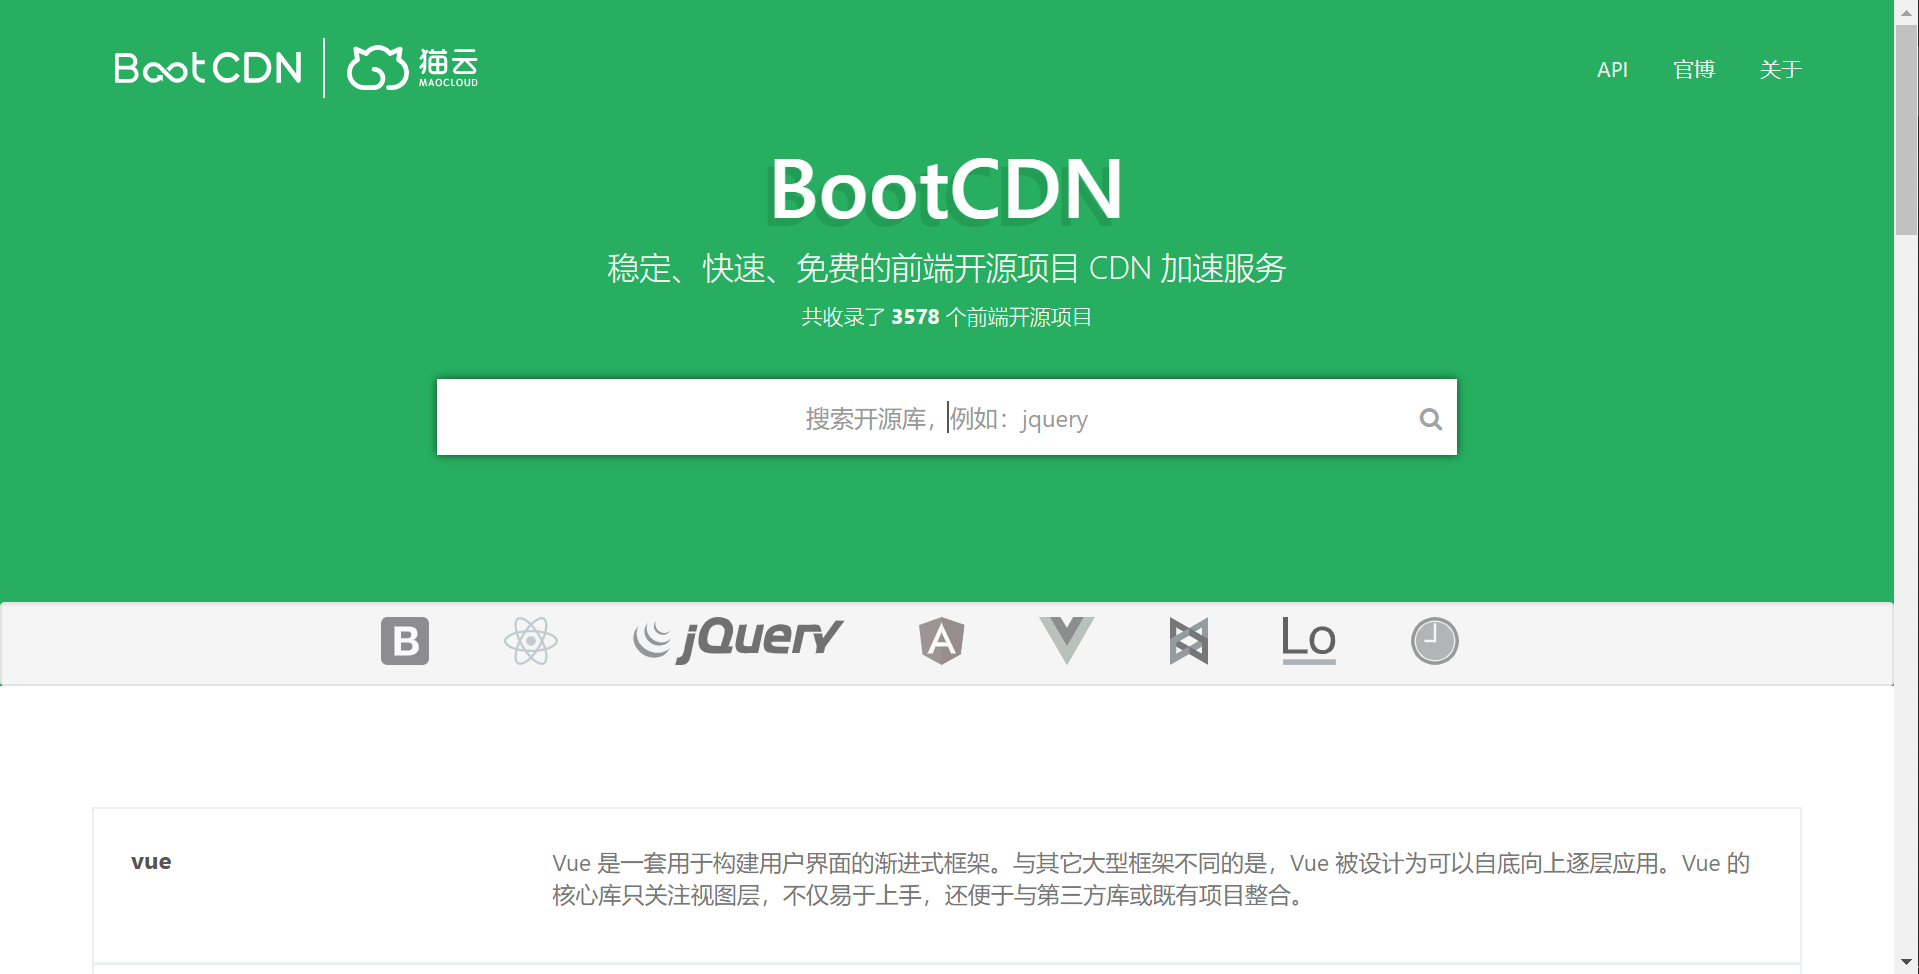 BootCDN 猫云 MAOCLOUD
API 官博 关于
BootCDN
稳定、快速、免费的前端开源项目 CDN 加速服务
共收录了 3578 个前端开源项目
搜索开源库，例如：jquery
B jQuery A Lo
vue
Vue 是一套用于构建用户界面的渐进式框架。与其它大型框架不同的是，Vue 被设计为可以自底向上逐层应用。Vue 的
核心库只关注视图层，不仅易于上手，还便于与第三方库或既有项目整合。